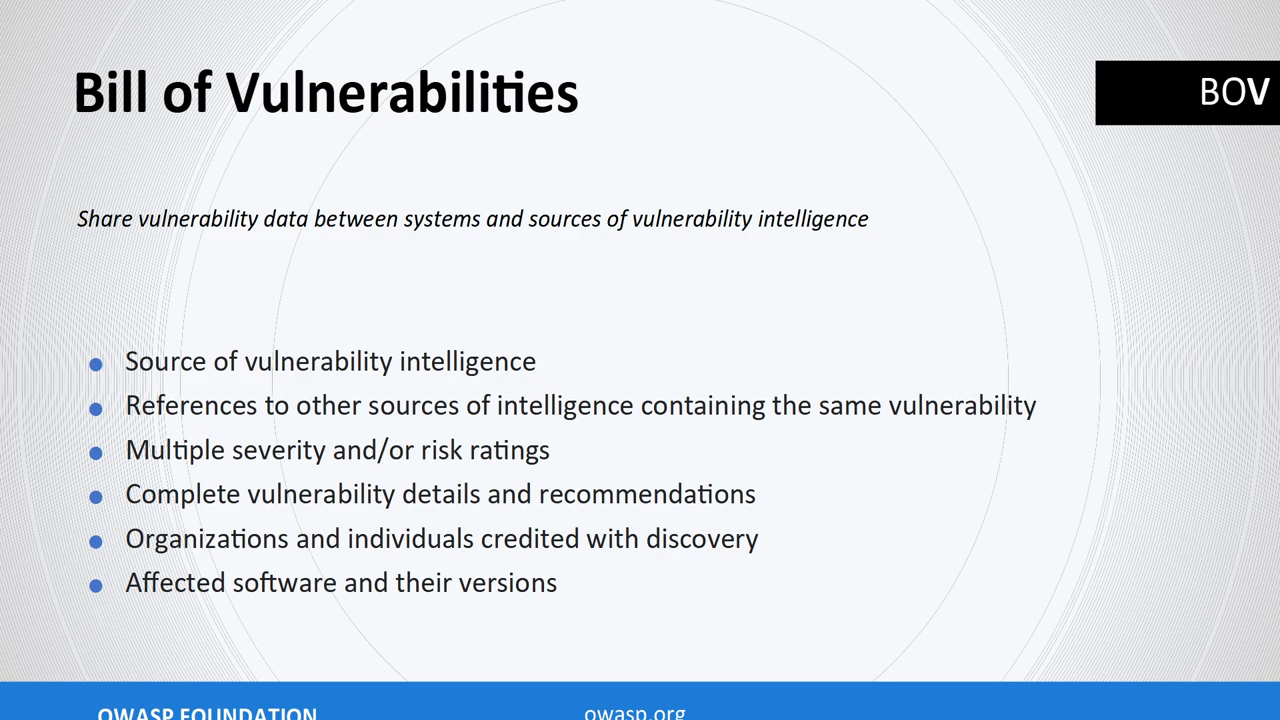 Bill of Vulnerabilities
BOV
Share vulnerability data between systems and sources of vulnerability intelligence
Source of vulnerability intelligence
References to other sources of intelligence containing the same vulnerability
Multiple severity and/or risk ratings
Complete vulnerability details and recommendations
Organizations and individuals credited with discovery
Affected software and their versions
OWASP FOUNDATION
owasp.org